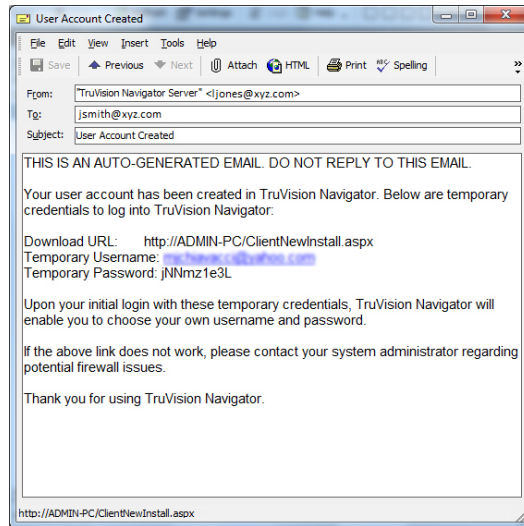 User Account Created
File Edit View Insert Tools Help
Save Previous Next Attach HTML Print Spelling
From: "TruVision Navigator Server" <ljones@xyz.com>
To: jsmith@xyz.com
Subject: User Account Created
THIS IS AN AUTO-GENERATED EMAIL. DO NOT REPLY TO THIS EMAIL.
Your user account has been created in TruVision Navigator. Below are temporary
credentials to log into TruVision Navigator:
Download URL: http://ADMIN-PC/ClientNewInstall.aspx
Temporary Username:
Temporary Password: jNNmz1e3L
Upon your initial login with these temporary credentials, TruVision Navigator will
enable you to choose your own username and password.
If the above link does not work, please contact your system administrator regarding
potential firewall issues.
Thank you for using TruVision Navigator.
http://ADMIN-PC/ClientNewInstall.aspx